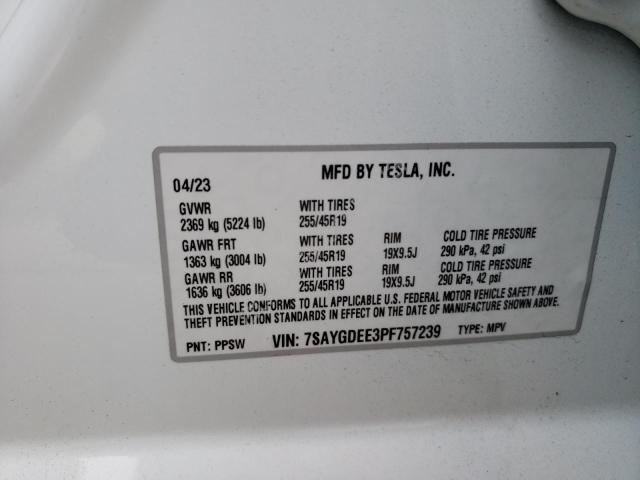 04/23 MFD BY TESLA, INC.
GVWR WITH TIRES
2369 kg (5224 lb) 255/45R19
GAWR FRT WITH TIRES RIM COLD TIRE PRESSURE
1363 kg (3004 lb) 255/45R19 19X9.5J 290 kPa, 42 psi
GAWR RR WITH TIRES RIM COLD TIRE PRESSURE
1636 kg (3606 lb) 255/45R19 19X9.5J 290 kPa, 42 psi
THIS VEHICLE CONFORMS TO ALL APPLICABLE U.S. FEDERAL MOTOR VEHICLE SAFETY AND
THEFT PREVENTION STANDARDS IN EFFECT ON THE DATE OF MANUFACTURE SHOWN ABOVE.
PNT: PPSW VIN: 7SAYGDEE3PF757239 TYPE: MPV